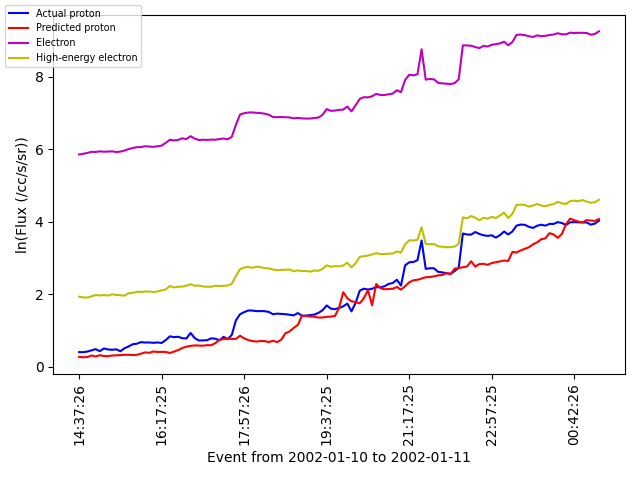 Actual proton
Predicted proton
Electron
High-energy electron
ln(Flux (/cc/s/sr))
8
6
4
2
0
14:37:26
16:17:25
17:57:26
19:37:25
21:17:25
22:57:25
00:42:26
Event from 2002-01-10 to 2002-01-11